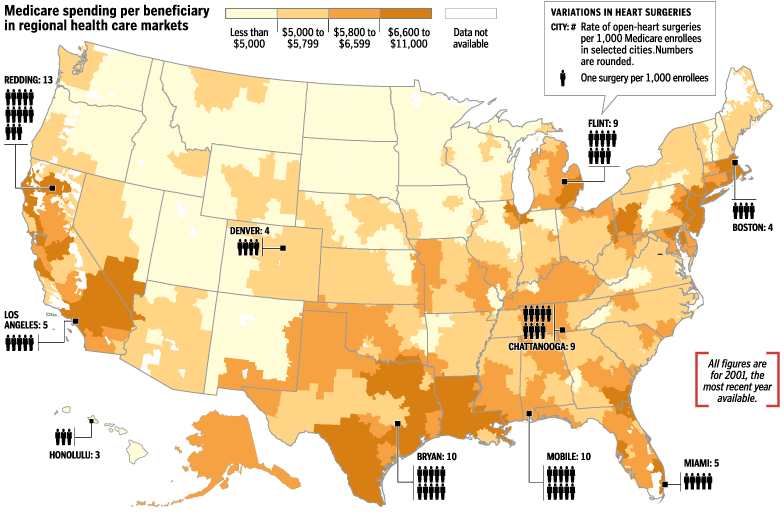 Medicare spending per beneficiary
in regional health care markets
Less than
$5,000
$5,000 to
$5,799
$5,800 to
$6,599
$6,600 to
$11,000
Data not
available
VARIATIONS IN HEART SURGERIES
CITY: # Rate of open-heart surgeries
per 1,000 Medicare enrollees
in selected cities.Numbers
are rounded.
One surgery per 1,000 enrollees
REDDING: 13
FLINT: 9
BOSTON: 4
DENVER: 4
LOS
ANGELES: 5
CHATTANOOGA: 9
All figures are
for 2001, the
most recent year
available.
HONOLULU: 3
BRYAN: 10
MOBILE: 10
MIAMI: 5